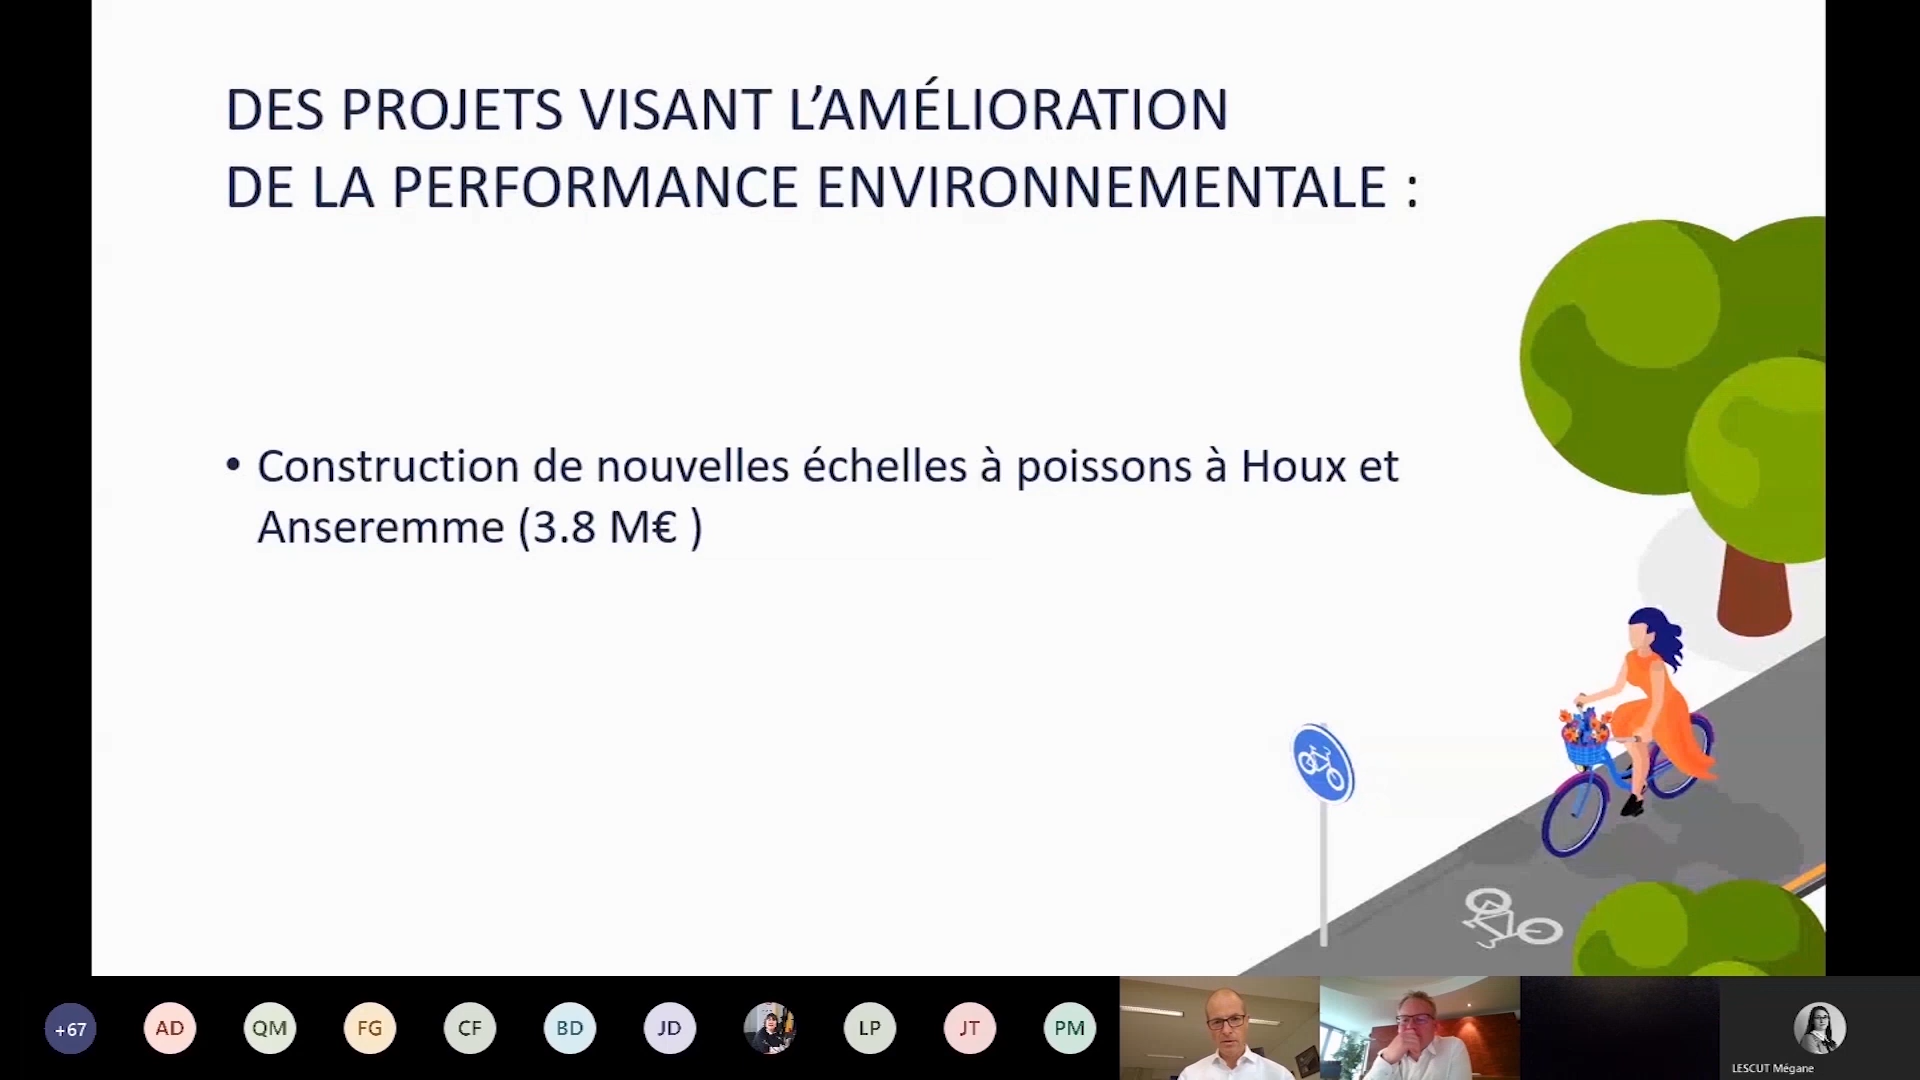 DES PROJETS VISANT L’AMÉLIORATION
DE LA PERFORMANCE ENVIRONNEMENTALE :
• Construction de nouvelles échelles à poissons à Houx et
Anseremme (3.8 M€ )
+67
AD
QM
FG
CF
BD
JD
LP
JT
PM
LESCUT Mégane